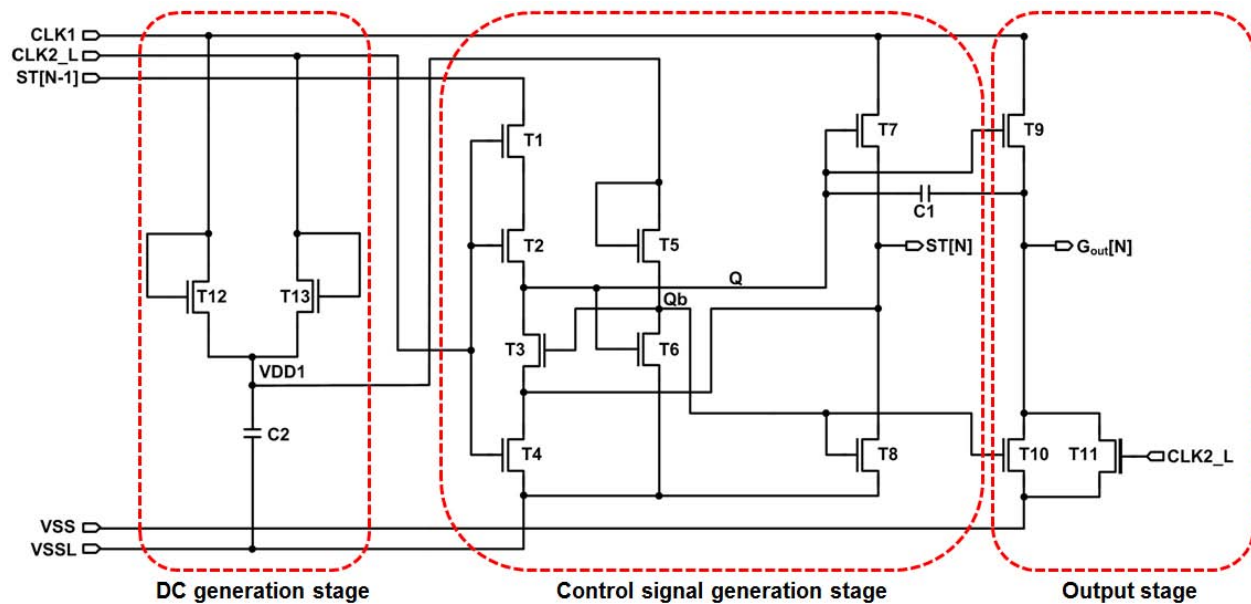 CLK1
CLK2_L
ST[N-1]
T1
T7
T9
C1
T2
T5
ST[N]
Gout[N]
Q
T12
T13
Qb
T3
T6
VDD1
C2
T4
T8
T10
T11
CLK2_L
VSS
VSSL
DC generation stage
Control signal generation stage
Output stage